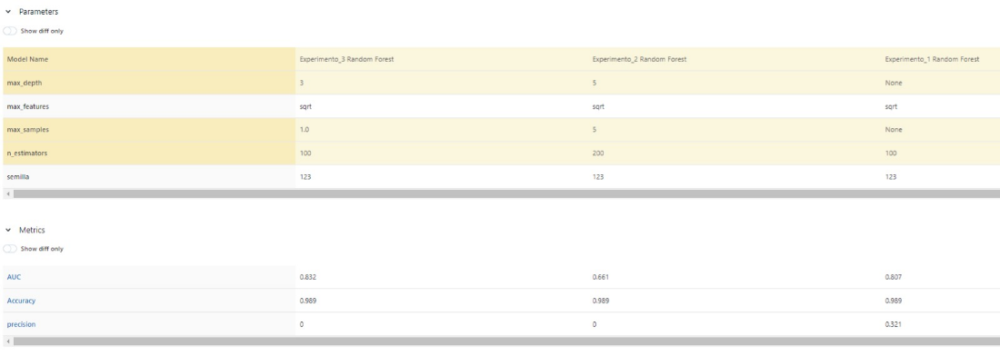 Parameters
Show diff only
Model Name Experimento_3 Random Forest Experimento_2 Random Forest Experimento_1 Random Forest
max_depth 3 5 None
max_features sqrt sqrt sqrt
max_samples 1.0 5 None
n_estimators 100 200 100
semilla 123 123 123
Metrics
Show diff only
AUC 0.832 0.661 0.807
Accuracy 0.989 0.989 0.989
precision 0 0 0.321